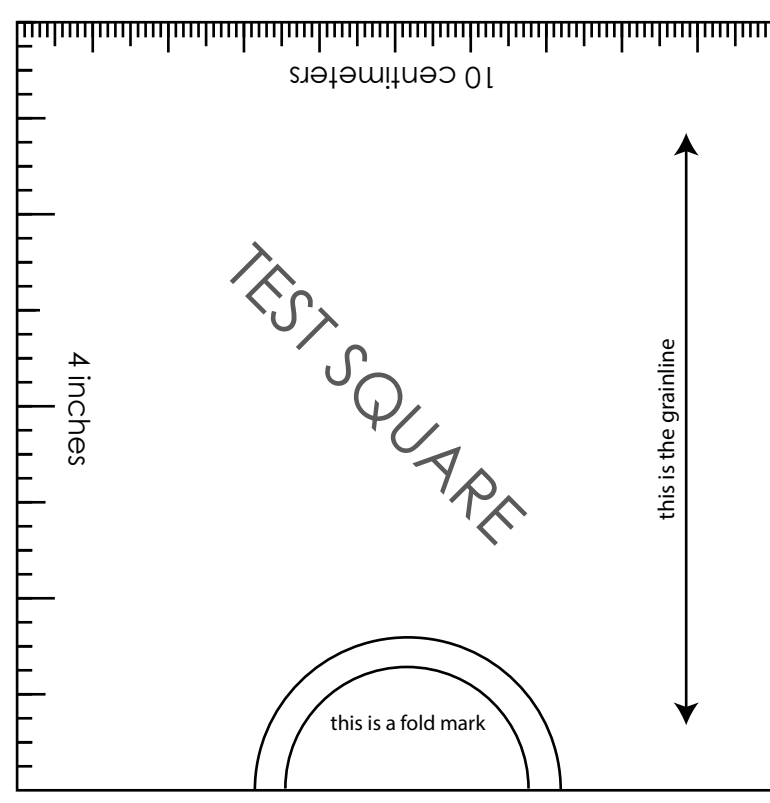 10 centimeters
TEST SQUARE
4 inches
this is the grainline
this is a fold mark